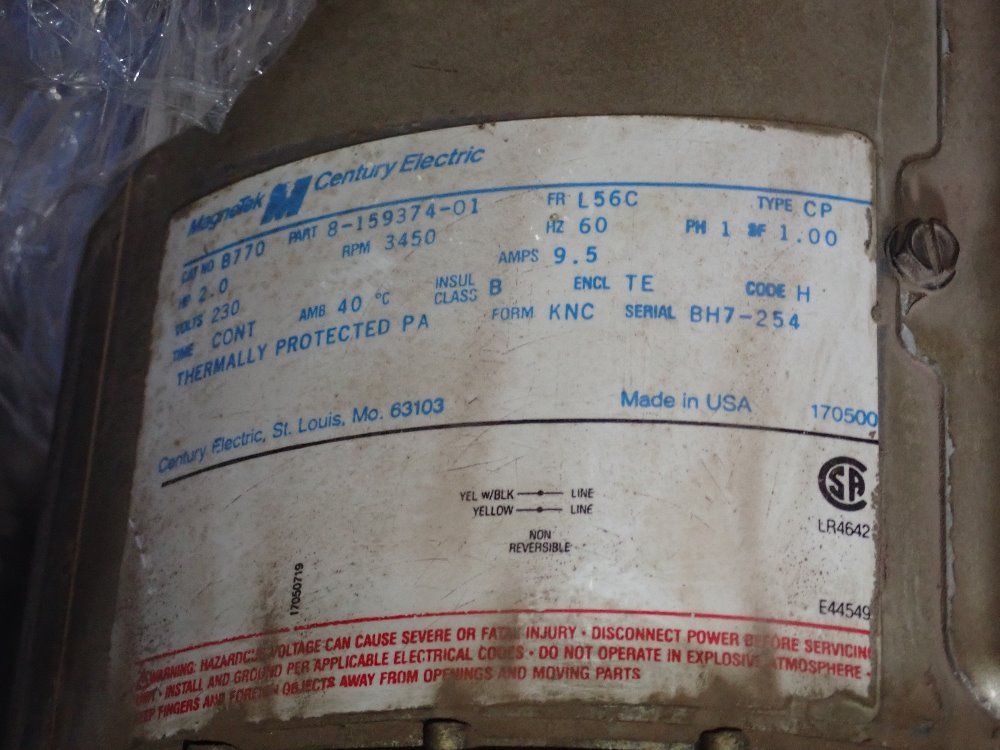 MagneTek M Century Electric
CAT NO B770 PART 8-159374-01 FR L56C TYPE CP
HP 2.0 RPM 3450 HZ 60 PH 1 SF 1.00
VOLTS 230 AMPS 9.5
TIME CONT AMB 40 °C INSUL CLASS B ENCL TE CODE H
THERMALLY PROTECTED PA FORM KNC SERIAL BH7-254
Century Electric, St. Louis, Mo. 63103 Made in USA 170500
CSA
YEL W/BLK LINE
YELLOW LINE
LR4642
NON
REVERSIBLE
17050719
E44549
WARNING: HAZARDOUS VOLTAGE CAN CAUSE SEVERE OR FATAL INJURY • DISCONNECT POWER BEFORE SERVICING
• INSTALL AND GROUND PER APPLICABLE ELECTRICAL CODES • DO NOT OPERATE IN EXPLOSIVE ATMOSPHERE •
KEEP FINGERS AND FOREIGN OBJECTS AWAY FROM OPENINGS AND MOVING PARTS